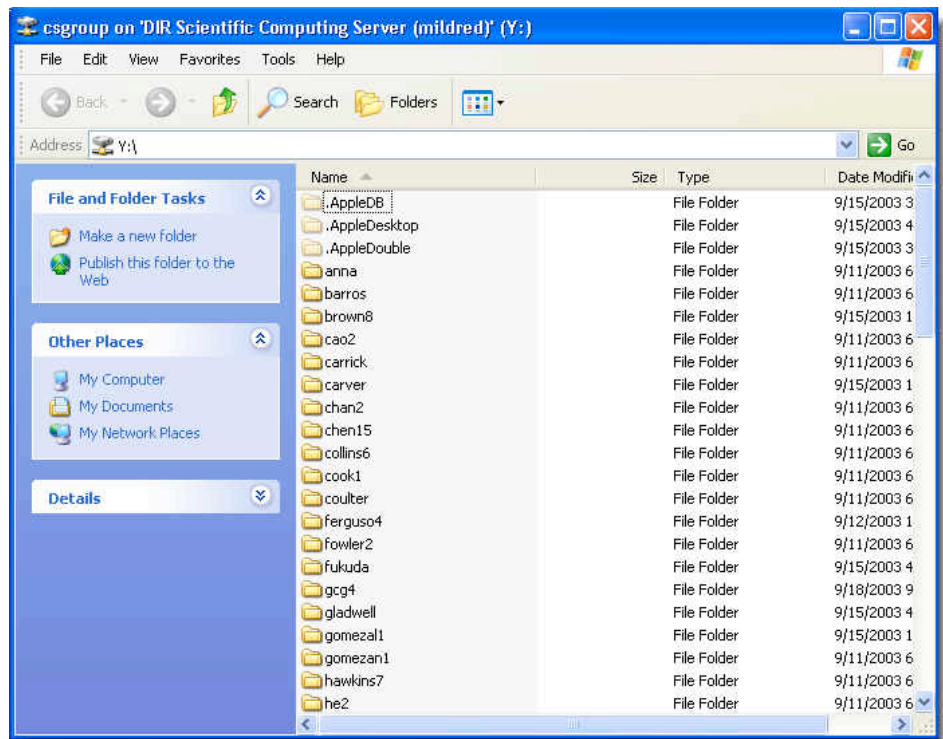 csgroup on 'DIR Scientific Computing Server (mildred)' (Y:)
File Edit View Favorites Tools Help
Back Search Folders
Address Y:\ Go
File and Folder Tasks
Make a new folder
Publish this folder to the
Web
Other Places
My Computer
My Documents
My Network Places
Details
Name Size Type Date Modifi
.AppleDB File Folder 9/15/2003 3
.AppleDesktop File Folder 9/15/2003 4
.AppleDouble File Folder 9/15/2003 3
anna File Folder 9/11/2003 6
barros File Folder 9/11/2003 6
brown8 File Folder 9/15/2003 1
cao2 File Folder 9/11/2003 6
carrick File Folder 9/11/2003 6
carver File Folder 9/15/2003 1
chan2 File Folder 9/11/2003 6
chen15 File Folder 9/11/2003 6
collins6 File Folder 9/11/2003 6
cook1 File Folder 9/11/2003 6
coulter File Folder 9/11/2003 6
ferguso4 File Folder 9/12/2003 1
fowler2 File Folder 9/11/2003 6
fukuda File Folder 9/15/2003 4
gcg4 File Folder 9/18/2003 9
gladwell File Folder 9/15/2003 4
gomezal1 File Folder 9/15/2003 1
gomezan1 File Folder 9/11/2003 6
hawkins7 File Folder 9/11/2003 6
he2 File Folder 9/11/2003 6